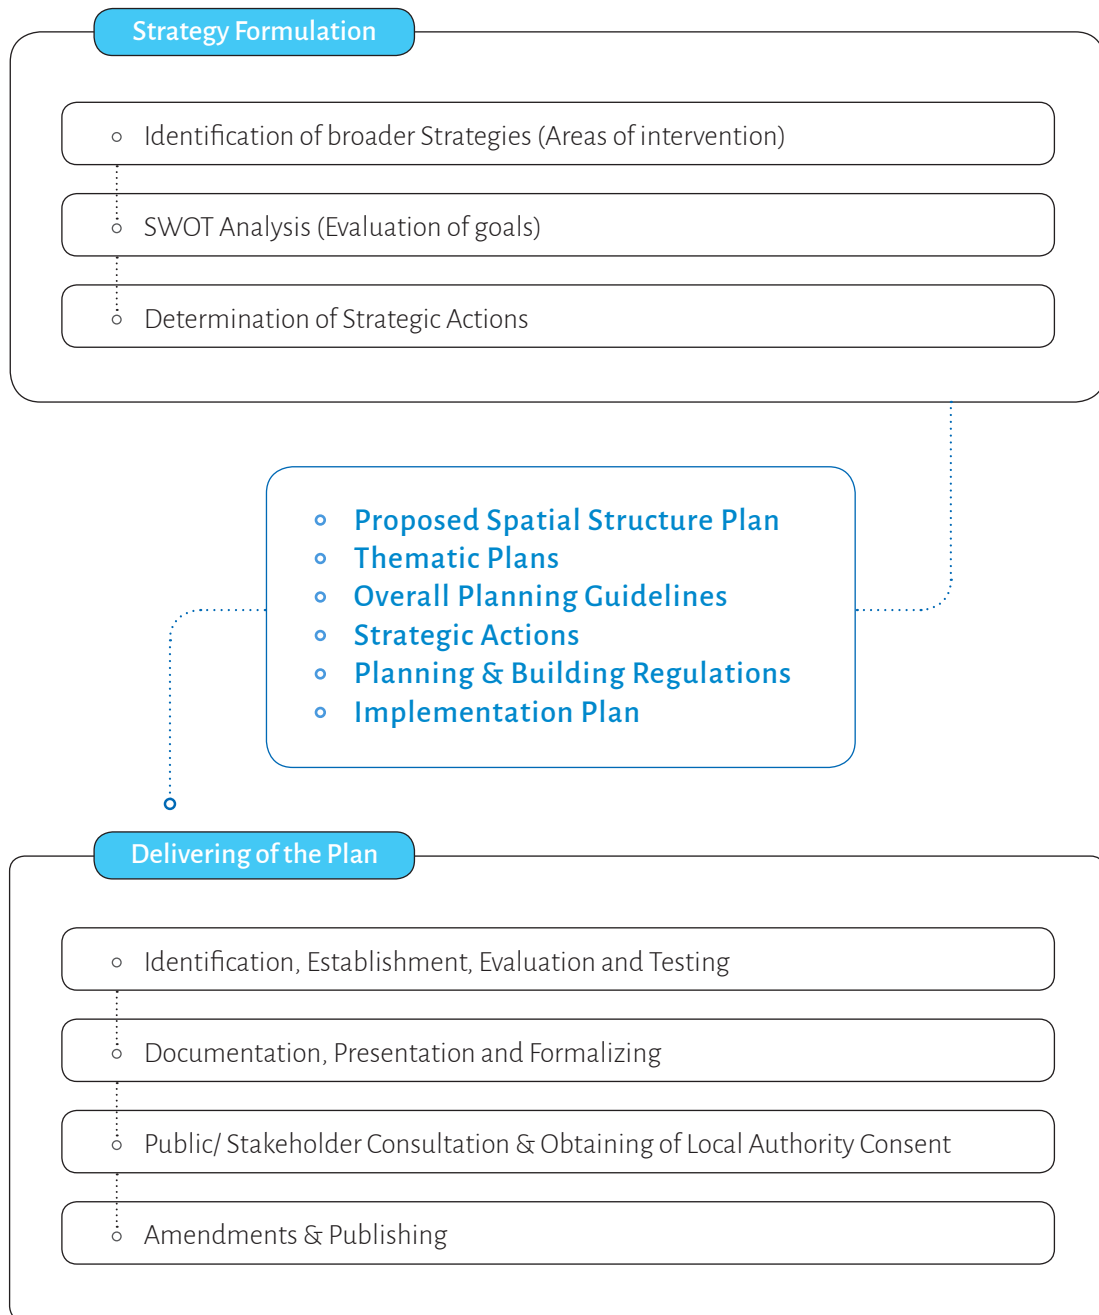 Strategy Formulation
Identification of broader Strategies (Areas of intervention)
SWOT Analysis (Evaluation of goals)
Determination of Strategic Actions
Proposed Spatial Structure Plan
Thematic Plans
Overall Planning Guidelines
Strategic Actions
Planning & Building Regulations
Implementation Plan
Delivering of the Plan
Identification, Establishment, Evaluation and Testing
Documentation, Presentation and Formalizing
Public/ Stakeholder Consultation & Obtaining of Local Authority Consent
Amendments & Publishing